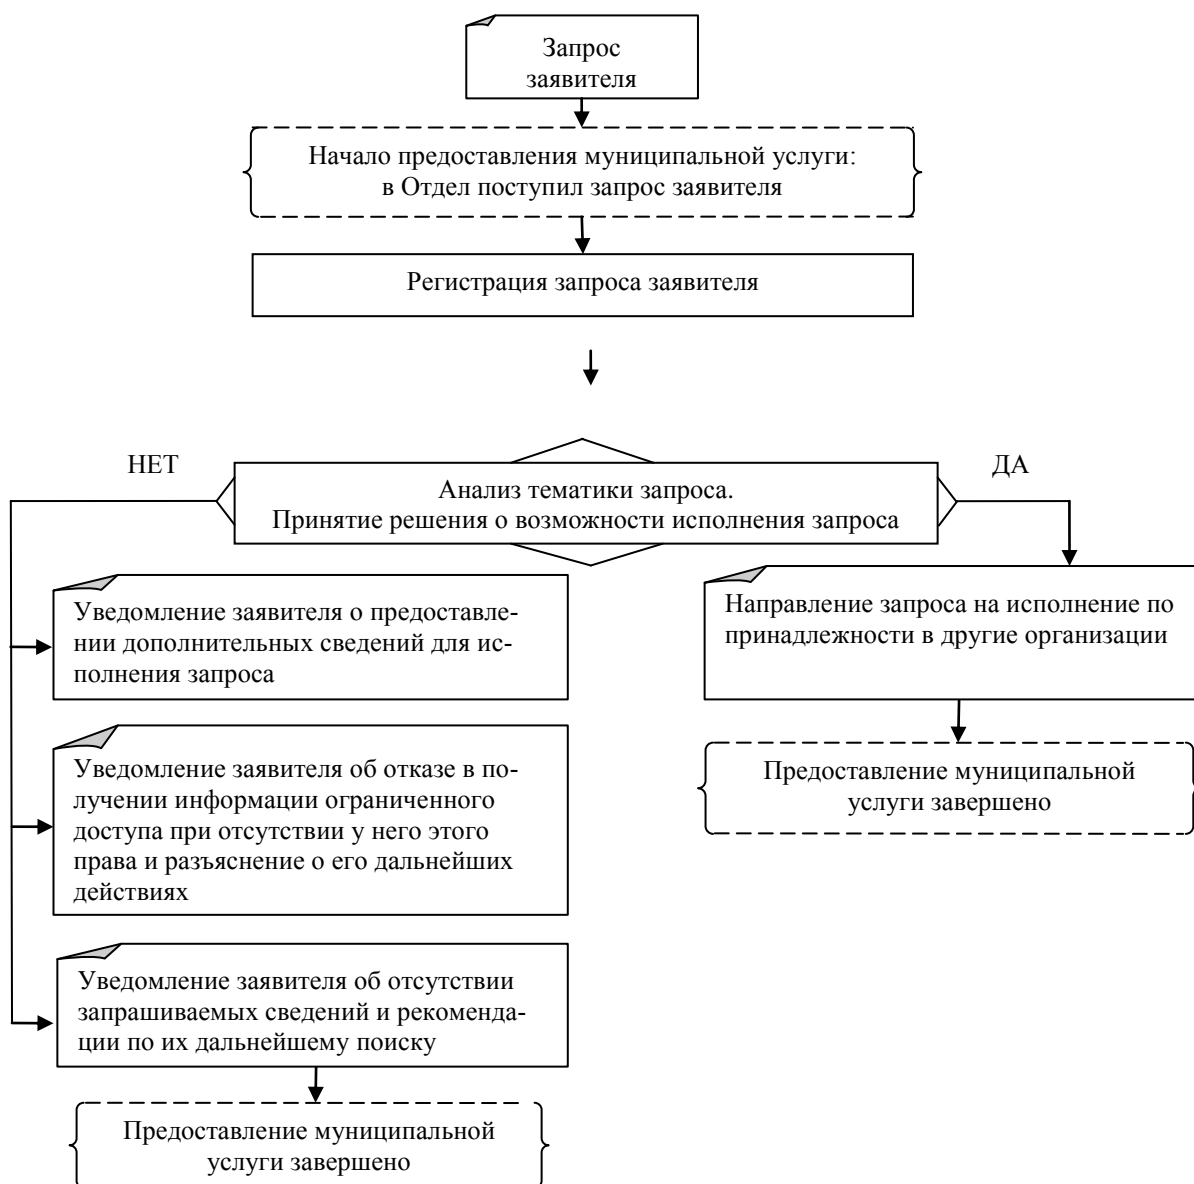 Запрос
заявителя
Начало предоставления муниципальной услуги:
в Отдел поступил запрос заявителя
Регистрация запроса заявителя
НЕТ
ДА
Анализ тематики запроса.
Принятие решения о возможности исполнения запроса
Уведомление заявителя о предоставле-
нии дополнительных сведений для ис-
полнения запроса
Направление запроса на исполнение по
принадлежности в другие организации
Уведомление заявителя об отказе в по-
лучении информации ограниченного
доступа при отсутствии у него этого
права и разъяснение о его дальнейших
действиях
Предоставление муниципальной
услуги завершено
Уведомление заявителя об отсутствии
запрашиваемых сведений и рекоменда-
ции по их дальнейшему поиску
Предоставление муниципальной
услуги завершено